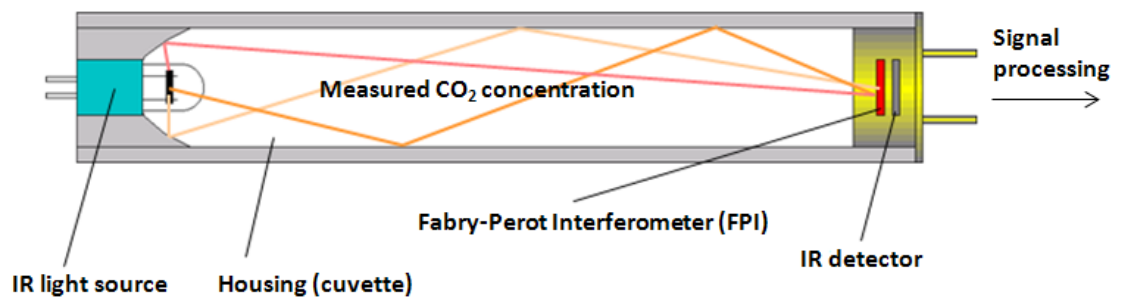 Signal
processing
Measured CO₂ concentration
Fabry-Perot Interferometer (FPI)
IR detector
IR light source
Housing (cuvette)